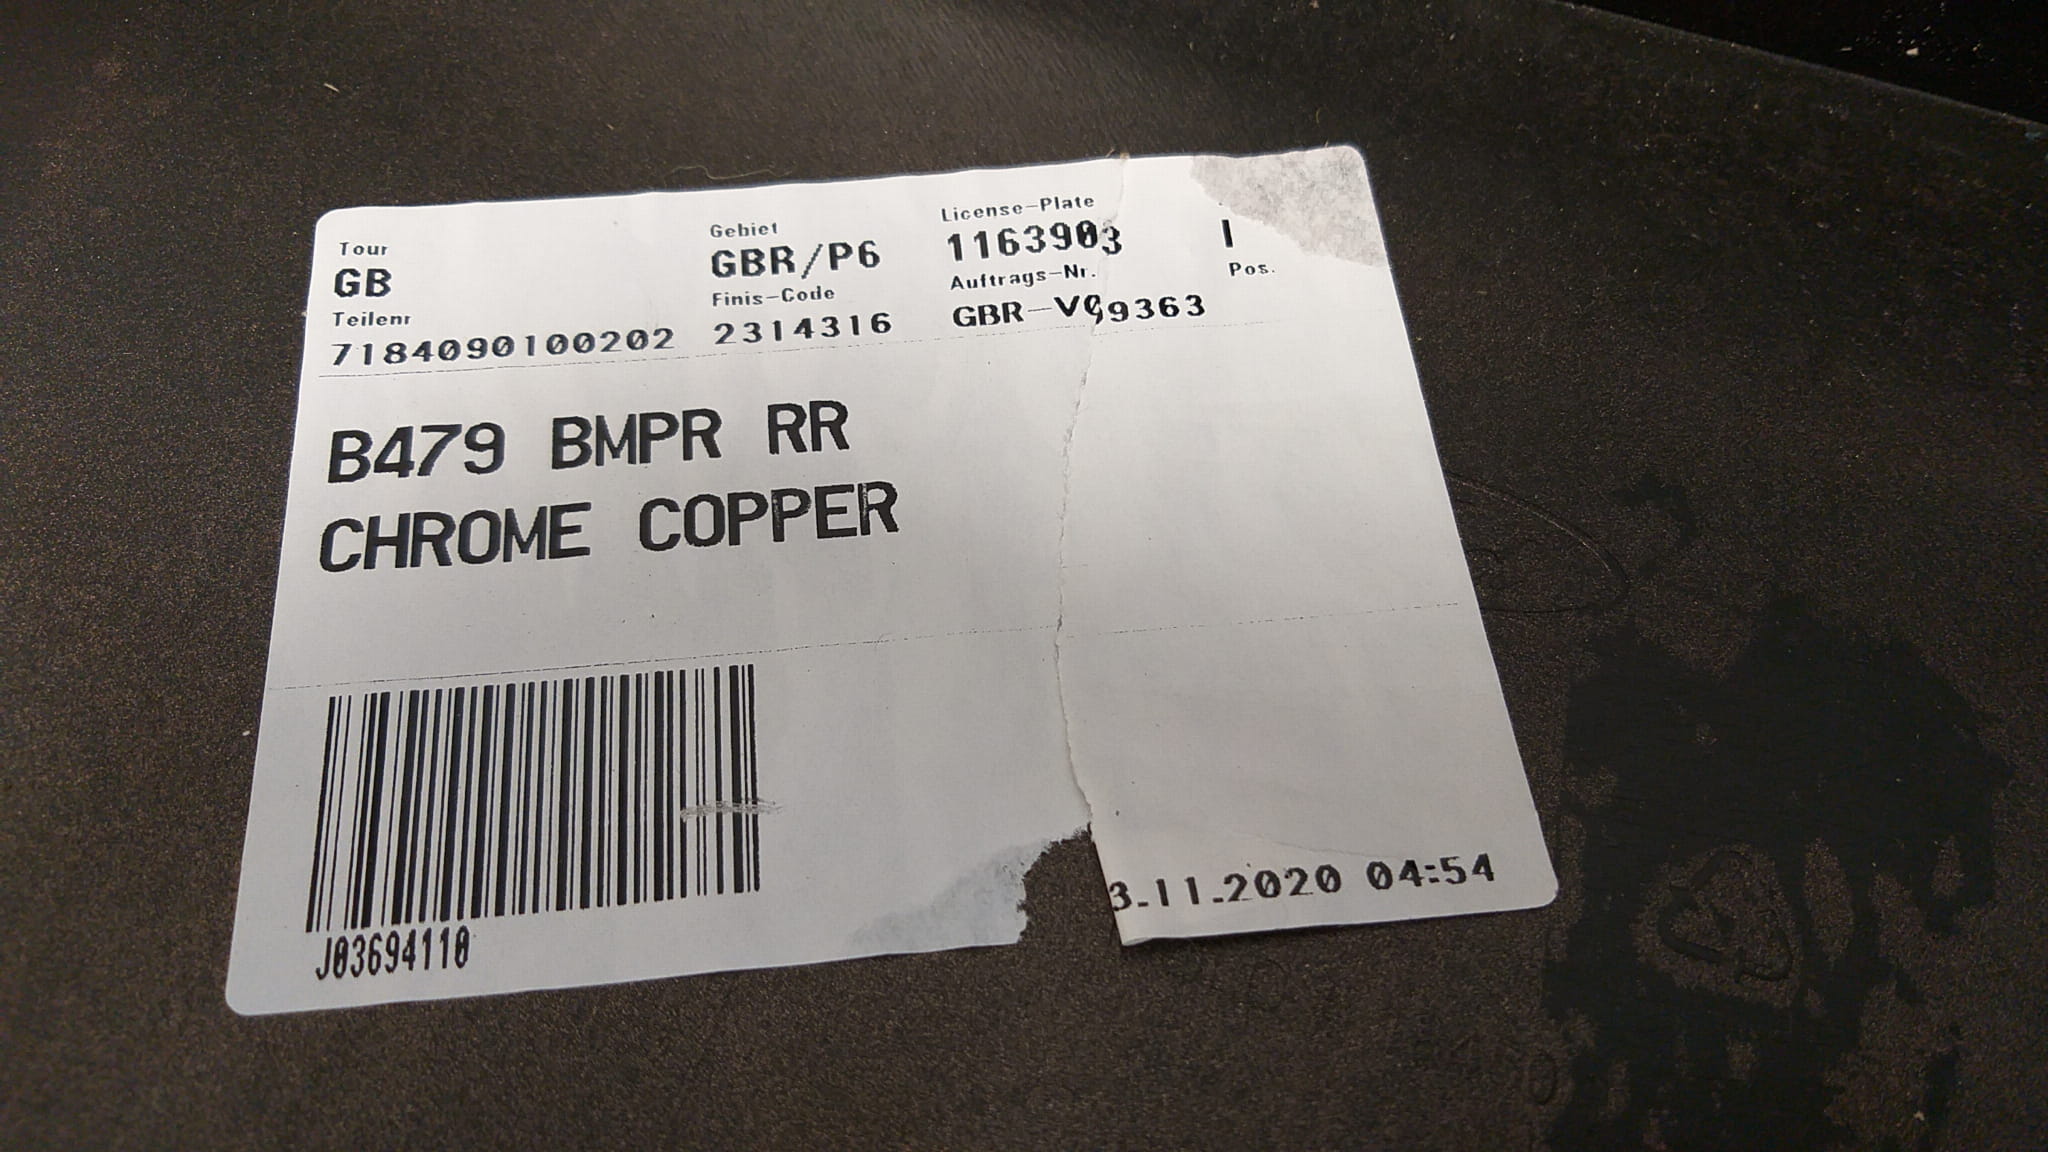 Tour Gebiet License-Plate
GB GBR/P6 1163903 I
Teilenr Finis-Code Auftrags-Nr. Pos.
7184090100202 2314316
B479 BMPR RR
CHROME COPPER
3.11.2020 04:54
J03694110